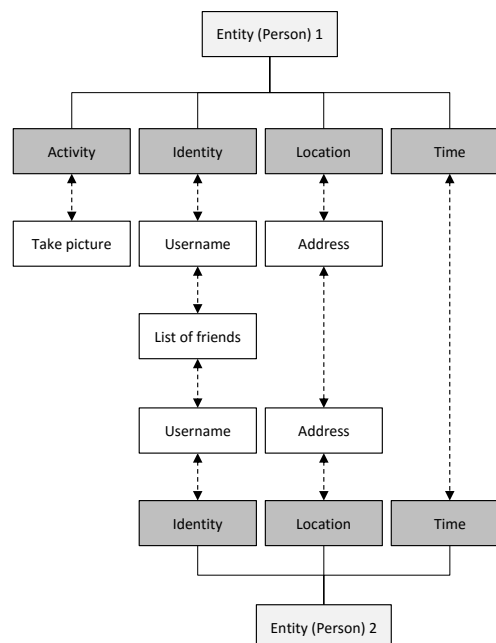 Entity (Person) 1
Activity
Identity
Location
Time
Take picture
Username
Address
List of friends
Username
Address
Identity
Location
Time
Entity (Person) 2